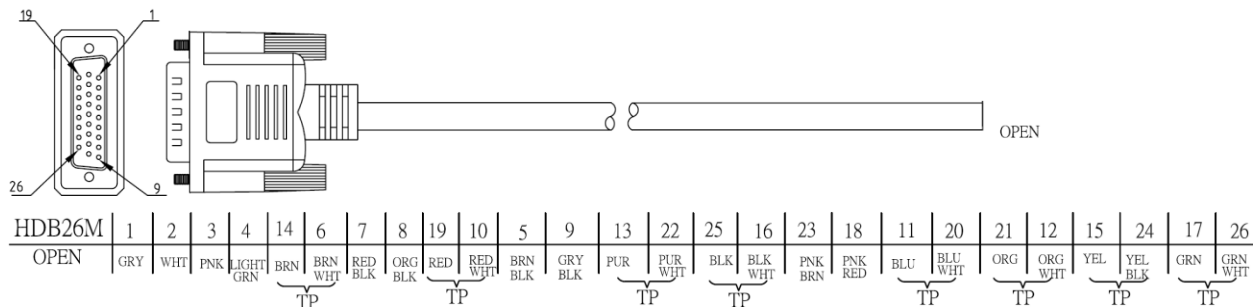 19 1
26 9
OPEN
HDB26M 1 2 3 4 14 6 7 8 19 10 5 9 13 22 25 16 23 18 11 20 21 12 15 24 17 26
OPEN GRY WHT PNK LIGHT GRN BRN BRN WHT RED BLK ORG BLK RED RED WHT BRN BLK GRY BLK PUR PUR WHT BLK BLK WHT PNK BRN PNK RED BLU BLU WHT ORG ORG WHT YEL YEL BLK GRN GRN WHT
TP TP TP TP TP TP TP TP